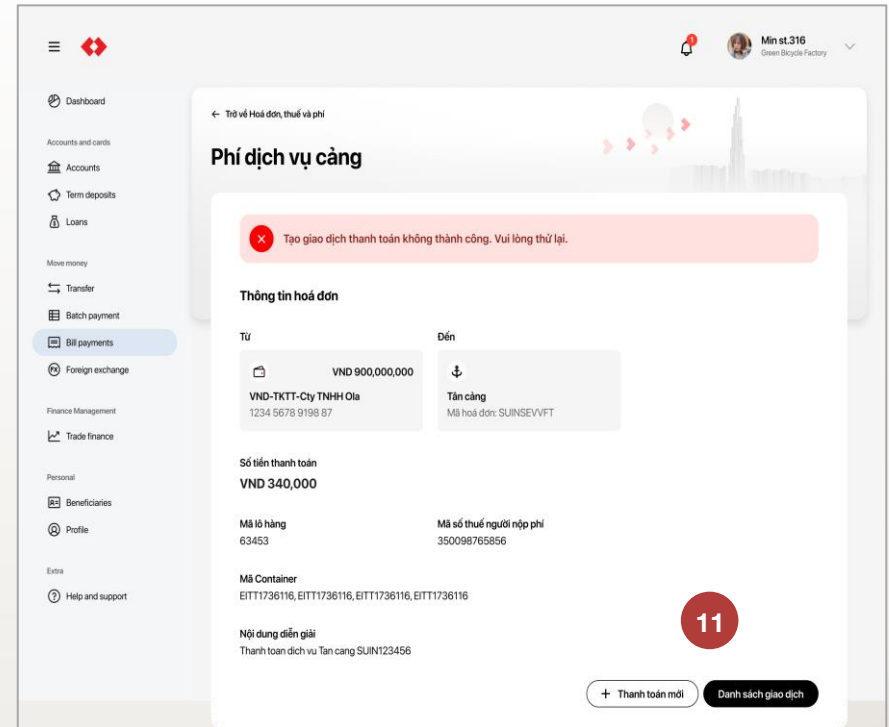 1
Min st.316
Green Bicycle Factory
Dashboard
Accounts and cards
Accounts
Term deposits
Loans
Move money
Transfer
Batch payment
Bill payments
FX
Foreign exchange
Finance Management
Trade finance
Personal
Beneficiaries
Profile
Extra
Help and support
← Trở về Hoá đơn, thuế và phí
Phí dịch vụ cảng
Tạo giao dịch thanh toán không thành công. Vui lòng thử lại.
Thông tin hoá đơn
Từ
VND 900,000,000
VND-TKTT-Cty TNHH Ola
1234 5678 9198 87
Đến
Tân cảng
Mã hoá đơn: SUINSEVVFT
Số tiền thanh toán
VND 340,000
Mã lô hàng
63453
Mã số thuế người nộp phí
350098765856
Mã Container
EITT1736116, EITT1736116, EITT1736116, EITT1736116
Nội dung diễn giải
Thanh toan dich vu Tan cang SUIN123456
11
+ Thanh toán mới
Danh sách giao dịch